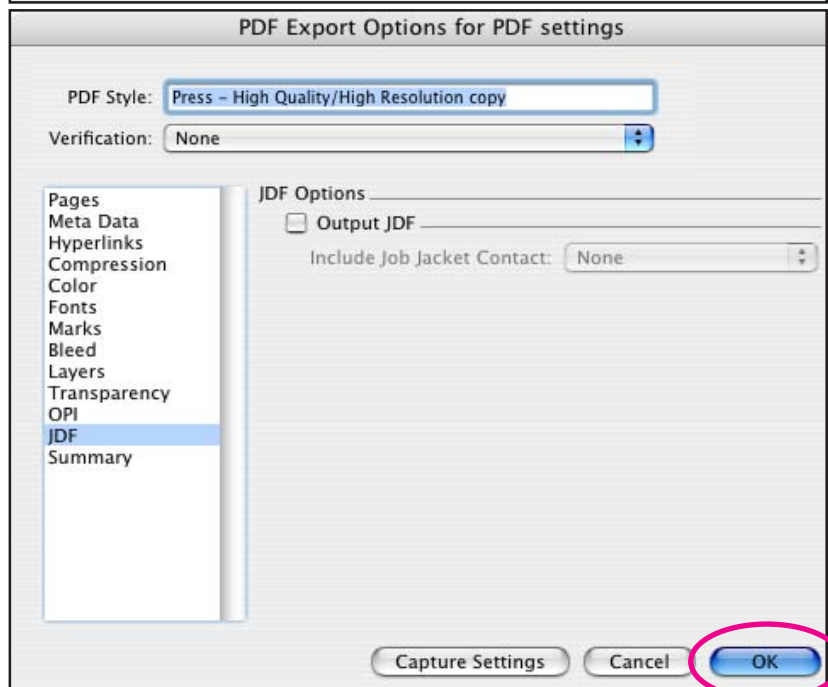 PDF Export Options for PDF settings
PDF Style: Press – High Quality/High Resolution copy
Verification: None
Pages
Meta Data
Hyperlinks
Compression
Color
Fonts
Marks
Bleed
Layers
Transparency
OPI
JDF
Summary
JDF Options
Output JDF
Include Job Jacket Contact: None
Capture Settings Cancel OK